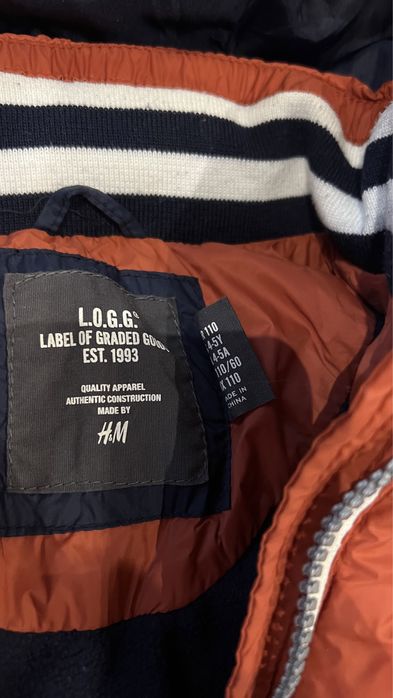 L.O.G.G.
LABEL OF GRADED GOODS
EST. 1993
QUALITY APPAREL
AUTHENTIC CONSTRUCTION
MADE BY
H&M
110
4-5Y
4-5A
110/60
110
MADE IN
CHINA